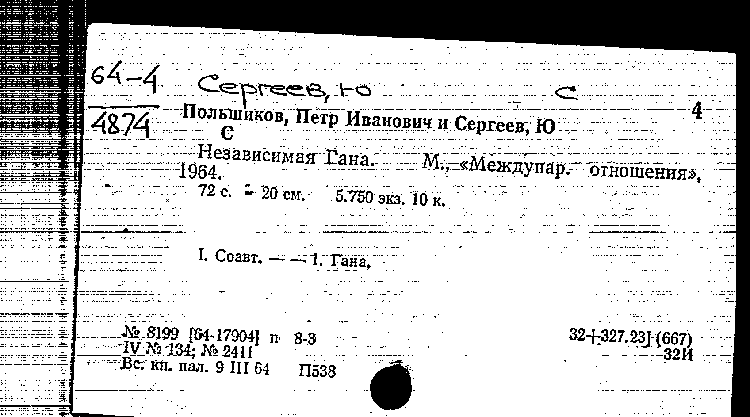 64-4
4874
Сергеев, Ю С
4
Польшиков, Петр Иванович и Сергеев, Ю
С
Независимая Гана. М., «Междунар. отношения»,
1964.
72 с. - 20 см. 5.750 экз. 10 к.
I. Соавт. — — 1. Гана.
№ 8199 [64-17904] п 8-3
32+327.23](667)
IV № 134; № 2411
32И
Вс. кн. пал. 9 III 64 П538